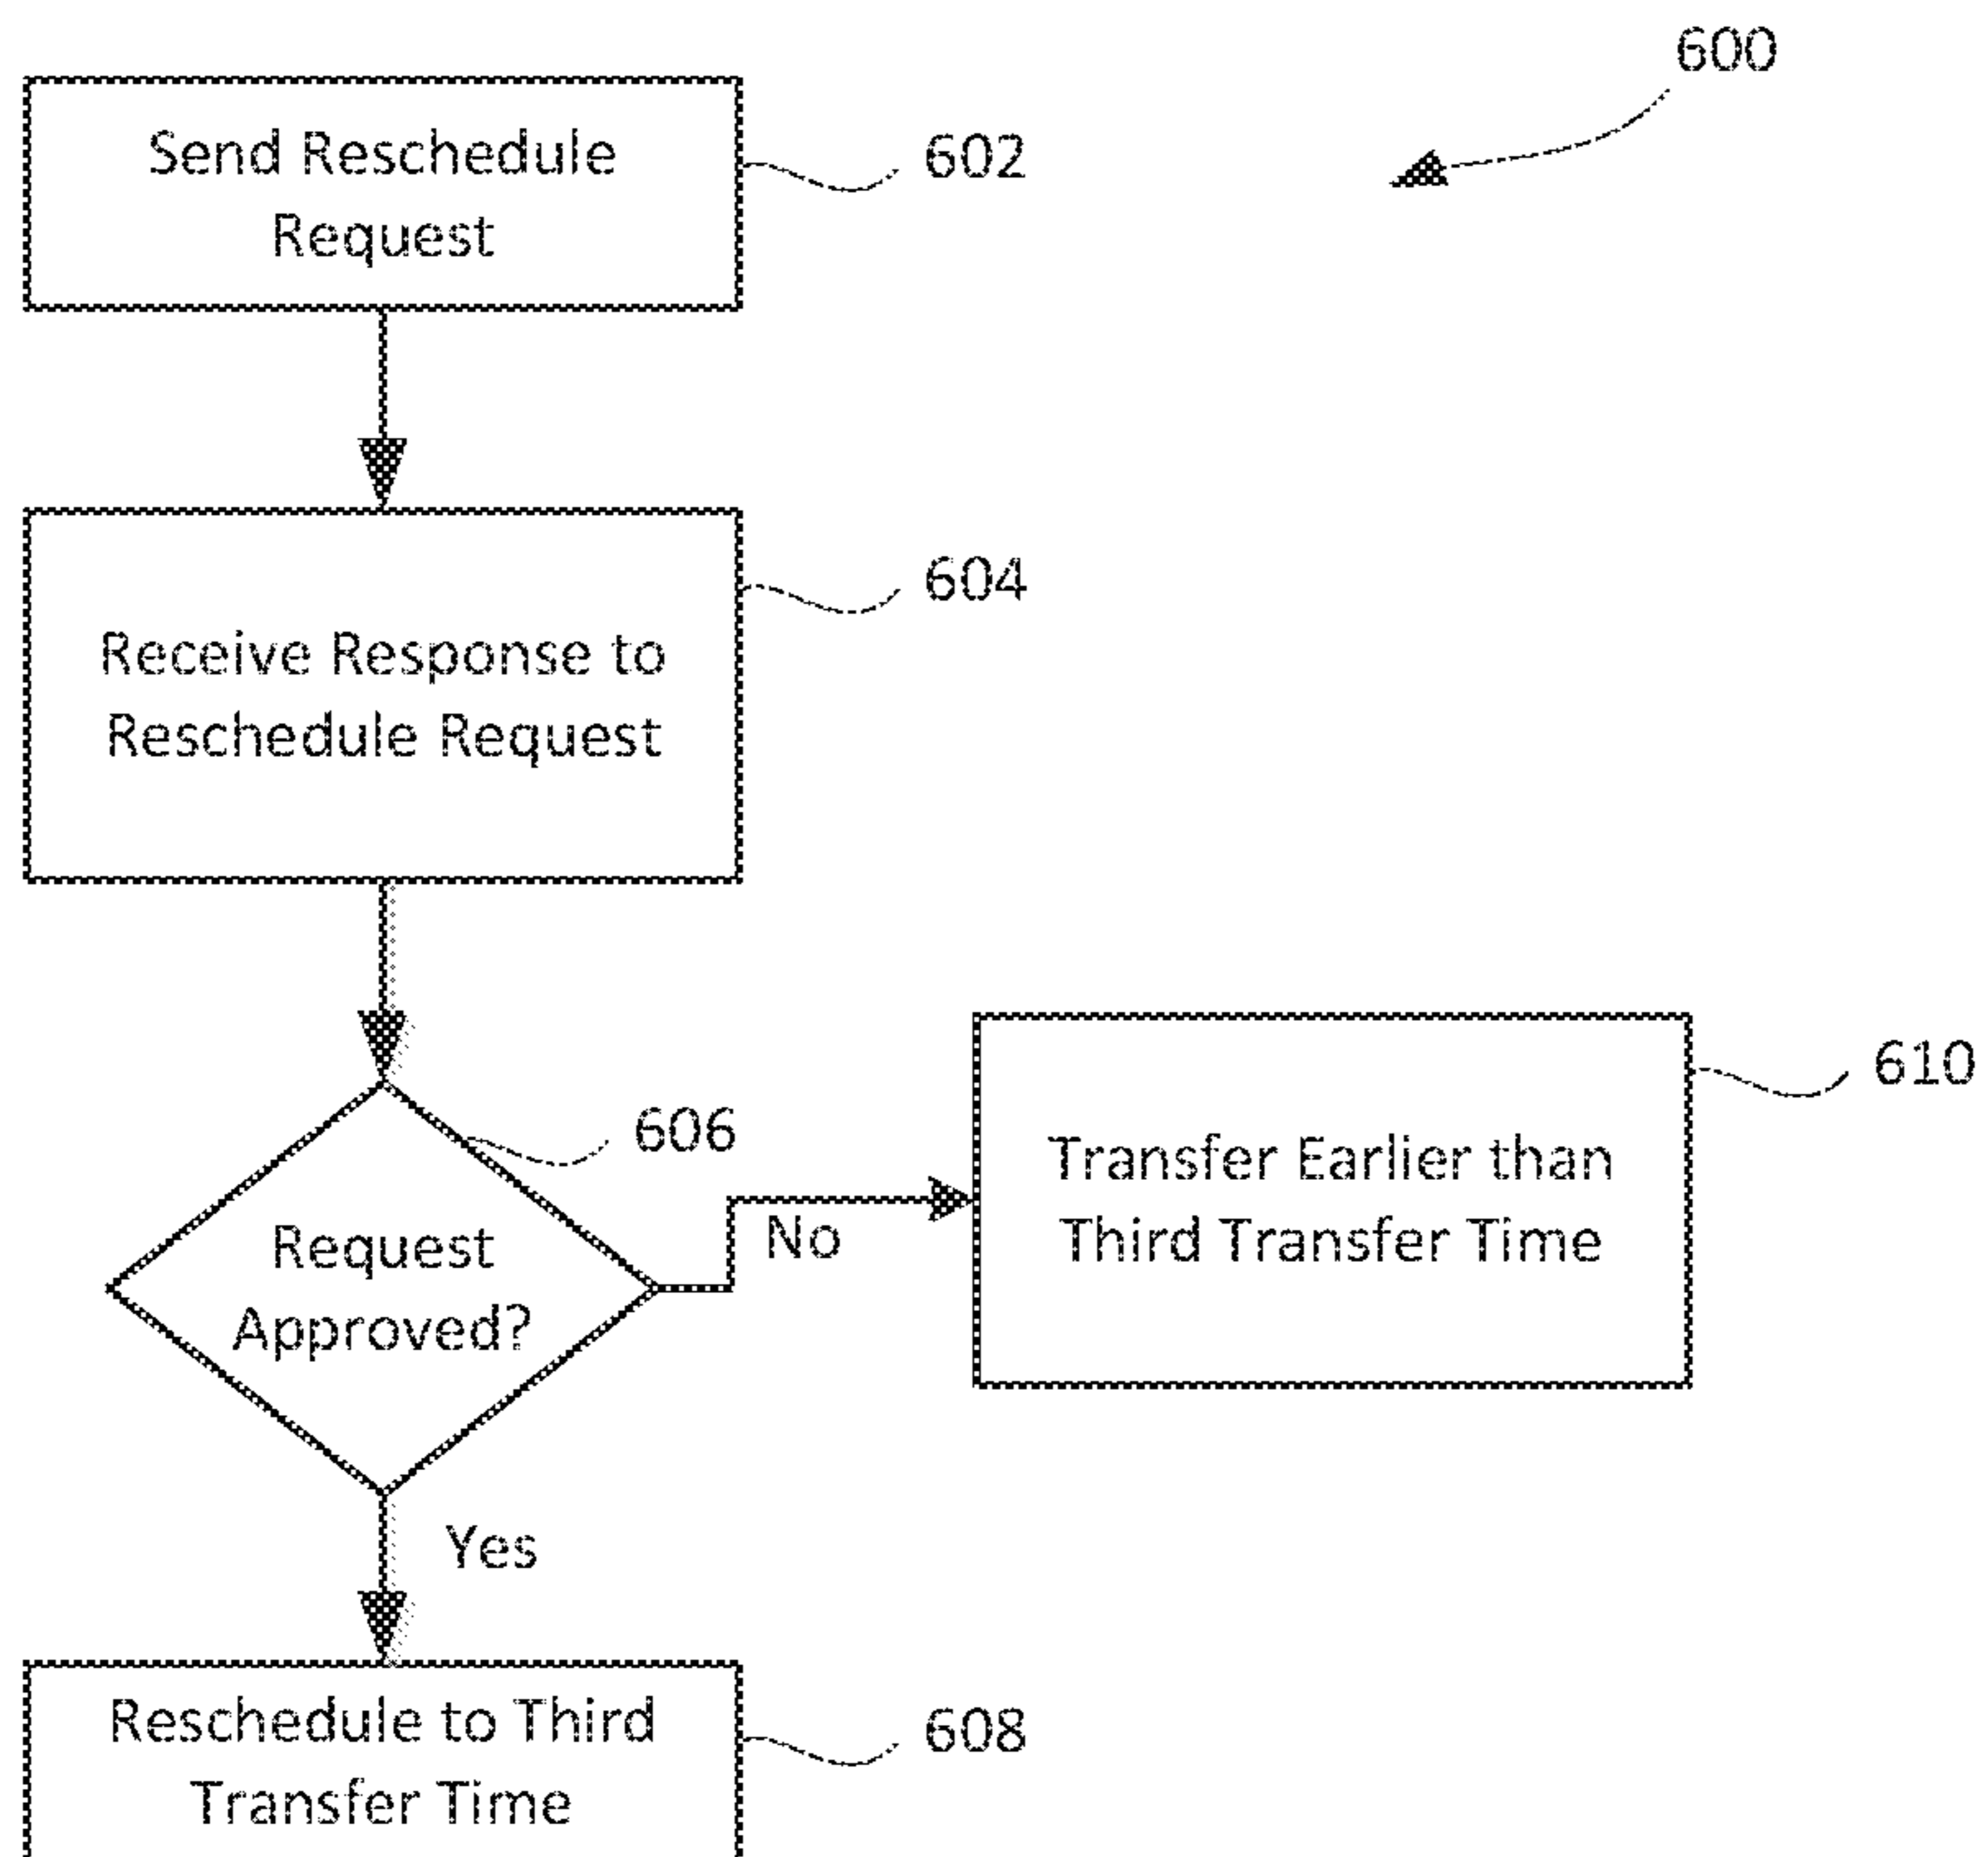 600
Send Reschedule
Request
602
604
Receive Response to
Reschedule Request
606
Request
Approved?
No
610
Transfer Earlier than
Third Transfer Time
Yes
Reschedule to Third
Transfer Time
608